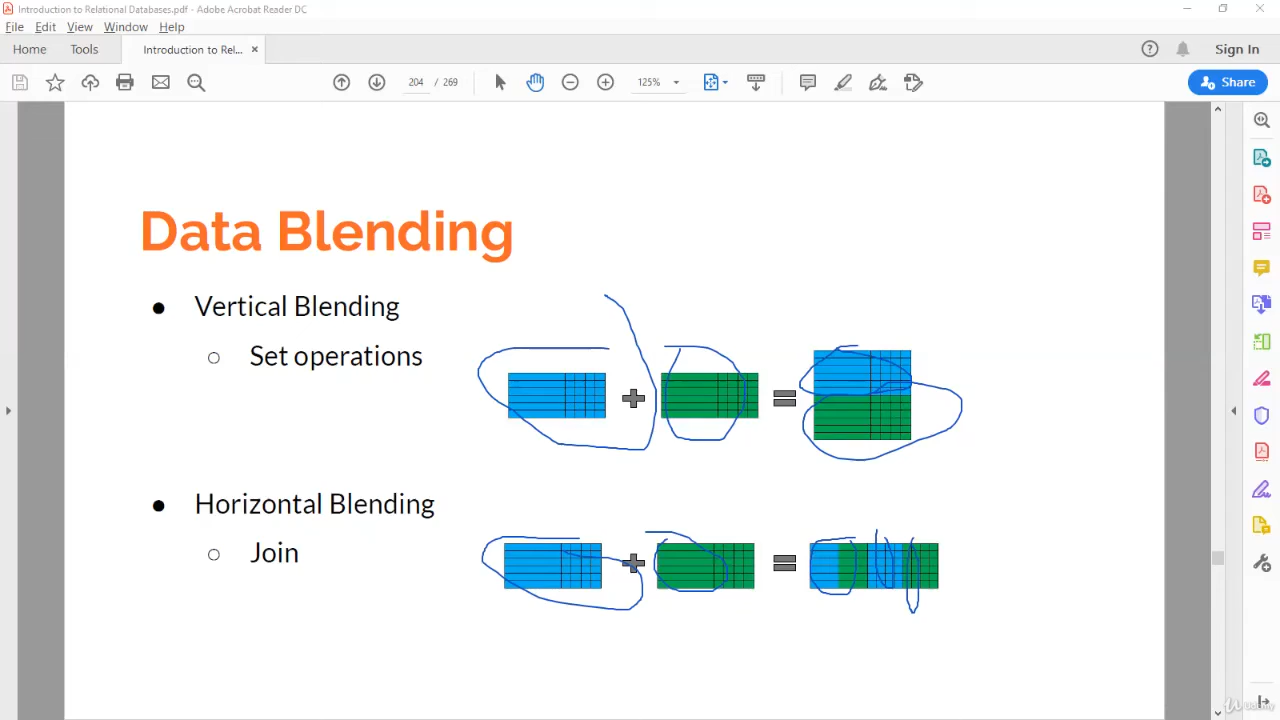 Introduction to Relational Databases.pdf - Adobe Acrobat Reader DC
File Edit View Window Help
Home Tools Introduction to Rel... × Sign In
204 / 269 125% Share
Data Blending
● Vertical Blending
○ Set operations
● Horizontal Blending
○ Join
Udemy